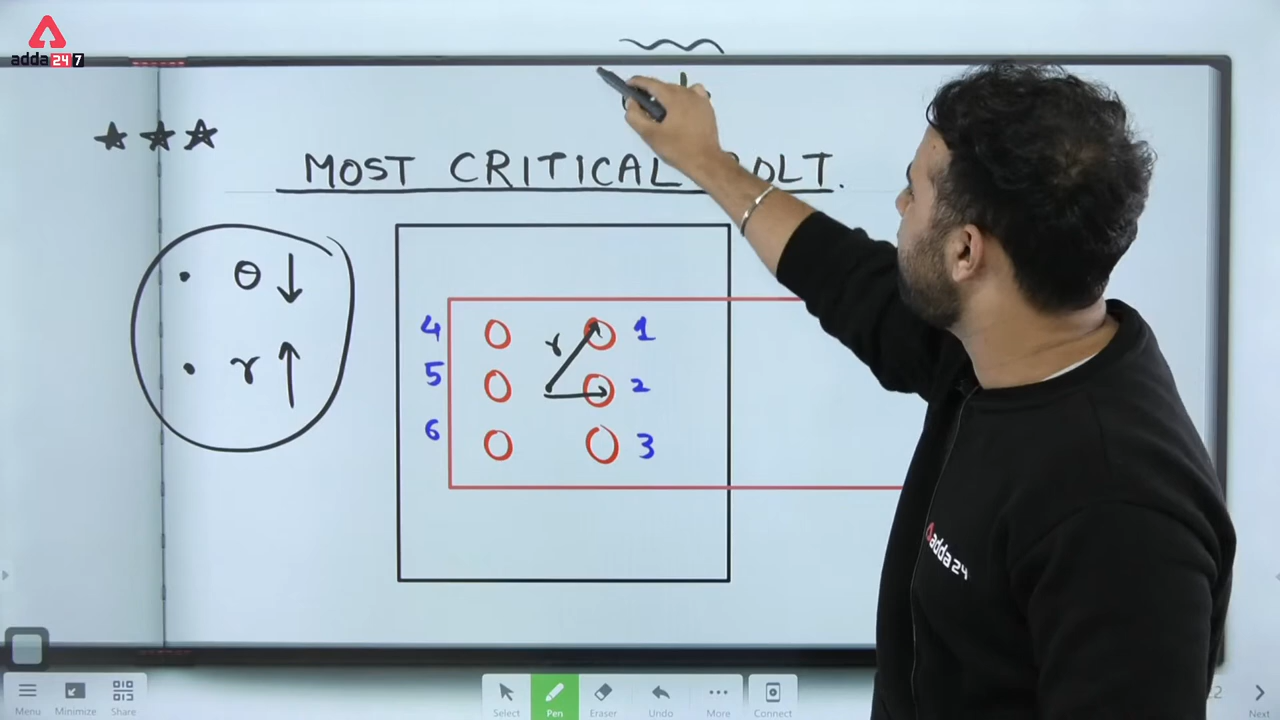 adda 247
MOST CRITICAL BOLT.
θ ↓
r ↑
4
5
6
r
1
2
3
adda 24
Menu
Minimize
Share
Select
Pen
Eraser
Undo
More
Connect
Next